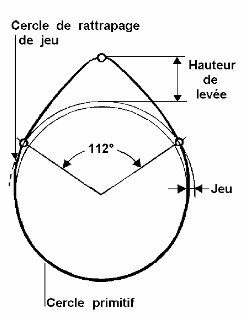 Cercle de rattrapage
de jeu
Hauteur
de
levée
112°
Jeu
Cercle primitif